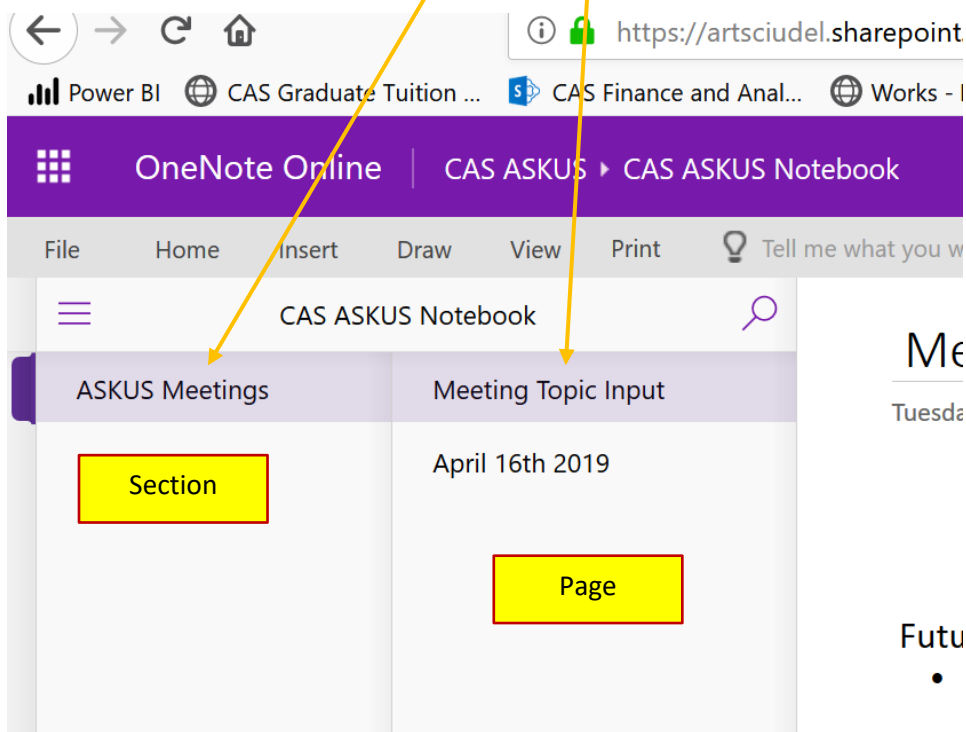 https://artsciudel.sharepoint.
Power BI CAS Graduate Tuition ... CAS Finance and Anal... Works -
OneNote Online CAS ASKUS CAS ASKUS Notebook
File Home Insert Draw View Print Tell me what you w
CAS ASKUS Notebook
Me
ASKUS Meetings Meeting Topic Input
Tuesda
April 16th 2019
Section
Page
Futu